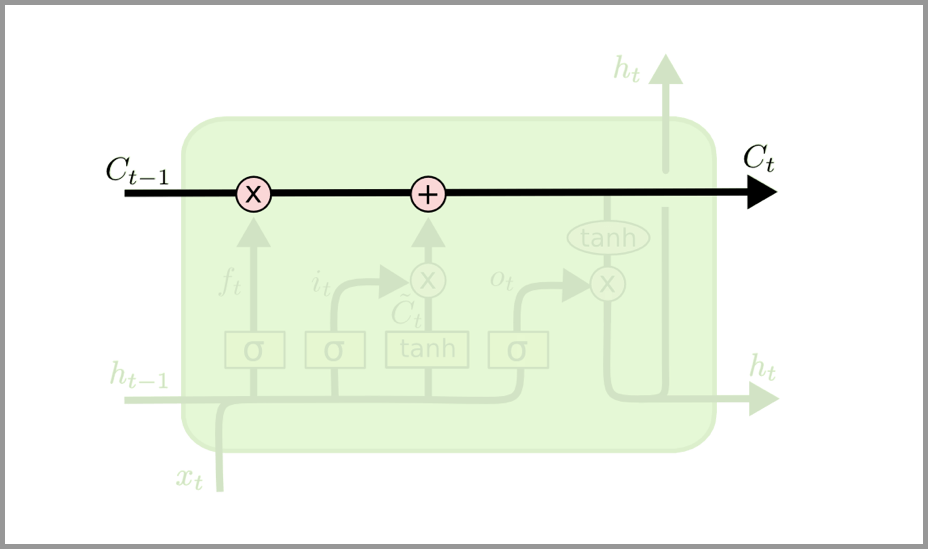 h_t
C_{t-1} x + C_t
tanh
f_t i_t x o_t x
\tilde{C}_t
σ σ tanh σ
h_{t-1} h_t
x_t